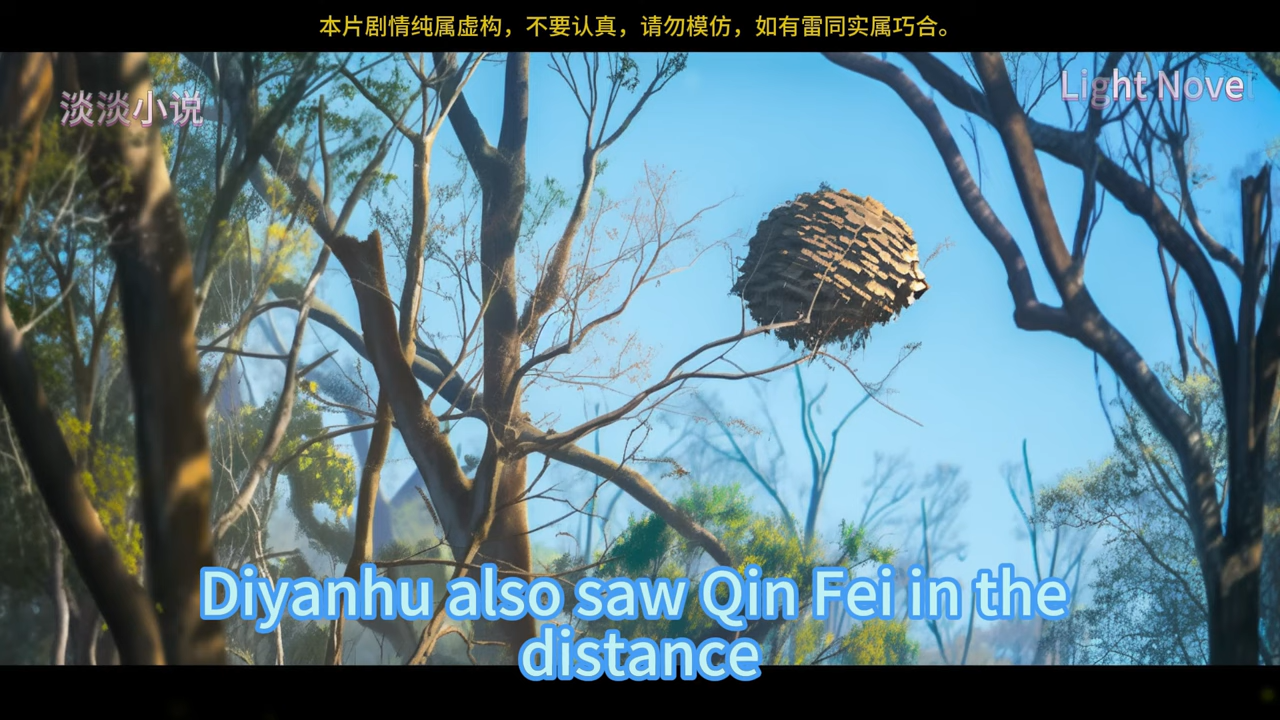 本片剧情纯属虚构，不要认真，请勿模仿，如有雷同实属巧合。
淡淡小说
Light Novel
Diyanhu also saw Qin Fei in the
distance